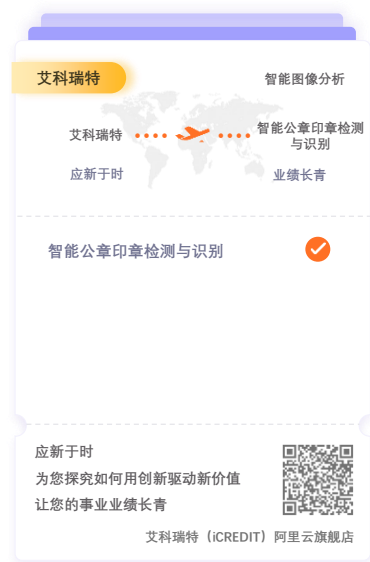 艾科瑞特
智能图像分析
艾科瑞特
智能公章印章检测
与识别
应新于时
业绩长青
智能公章印章检测与识别
应新于时
为您探究如何用创新驱动新价值
让您的事业业绩长青
艾科瑞特（iCREDIT）阿里云旗舰店